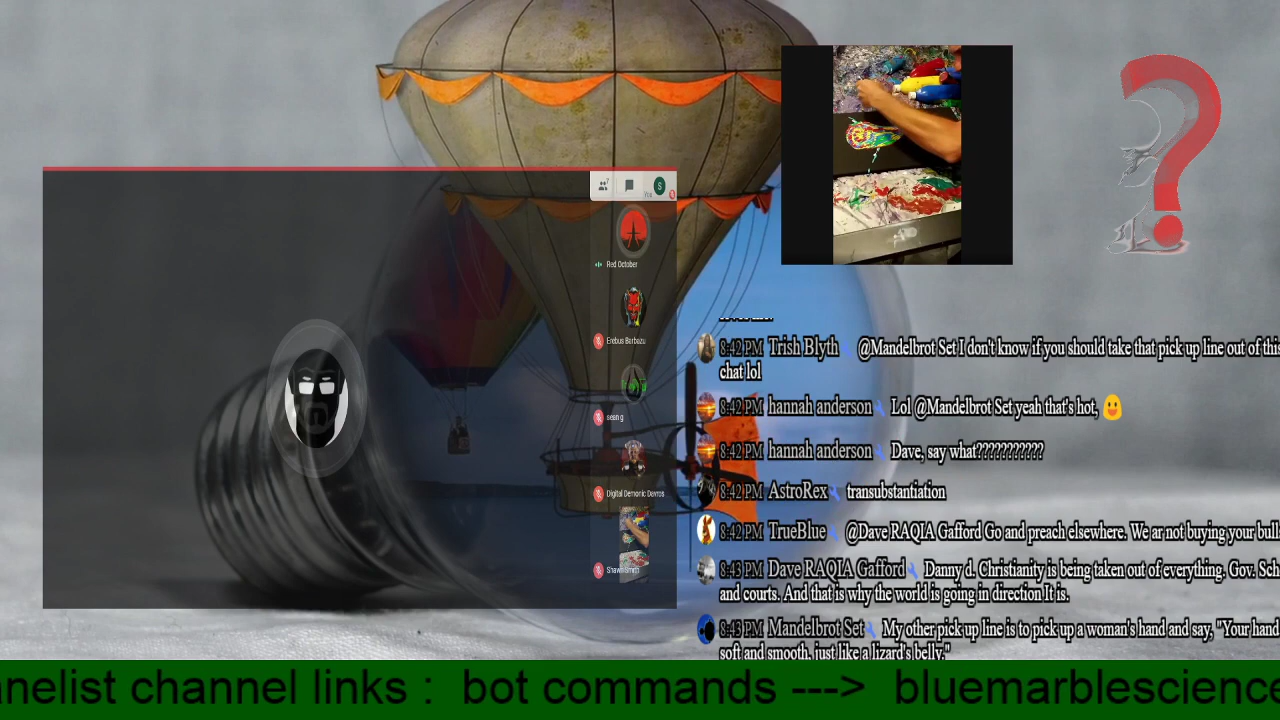 You
S
Red October
Erebus Barbazu
sean g
Digital Demonic Davros
Shawn Smith
8:42 PM Trish Blyth @Mandelbrot Set I don't know if you should take that pick up line out of this
chat lol
8:42 PM hannah anderson Lol @Mandelbrot Set yeah that's hot,
8:42 PM hannah anderson Dave, say what???????????
8:42 PM AstroRex transubstantiation
8:42 PM TrueBlue @Dave RAQIA Gafford Go and preach elsewhere. We ar not buying your bull
8:43 PM Dave RAQIA Gafford Danny d. Christianity is being taken out of everything. Gov. Sch
and courts. And that is why the world is going in direction It is.
8:43 PM Mandelbrot Set My other pick up line is to pick up a woman's hand and say, "Your hand
soft and smooth, just like a lizard's belly."
anelist channel links : bot commands ---> bluemarblescience